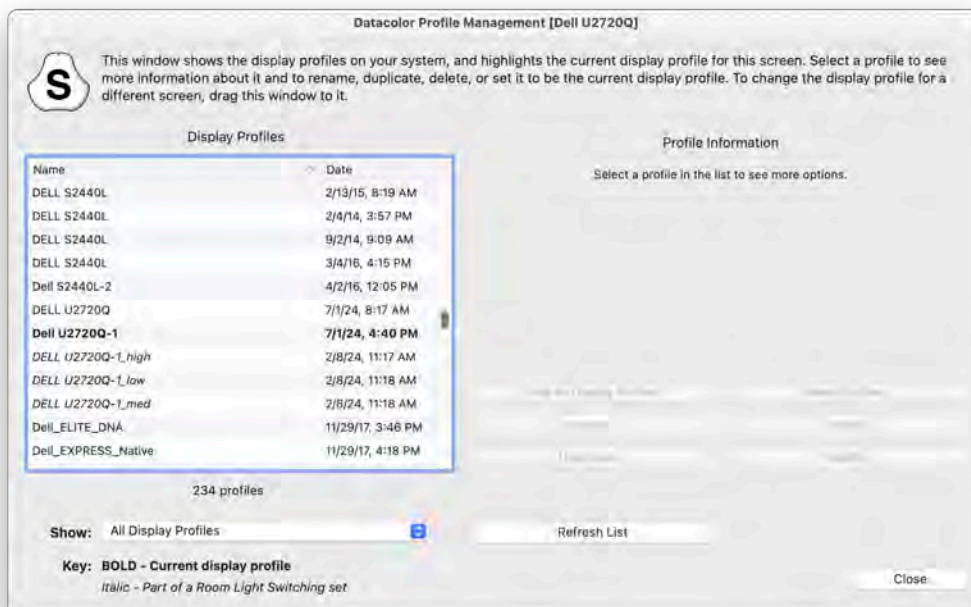 Datacolor Profile Management [Dell U2720Q]
S
This window shows the display profiles on your system, and highlights the current display profile for this screen. Select a profile to see
more information about it and to rename, duplicate, delete, or set it to be the current display profile. To change the display profile for a
different screen, drag this window to it.
Display Profiles
Name Date
DELL S2440L 2/13/15, 8:19 AM
DELL S2440L 2/4/14, 3:57 PM
DELL S2440L 9/2/14, 9:09 AM
DELL S2440L 3/4/16, 4:15 PM
Dell S2440L-2 4/2/16, 12:05 PM
DELL U2720Q 7/1/24, 8:17 AM
Dell U2720Q-1 7/1/24, 4:40 PM
DELL U2720Q-1_high 2/8/24, 11:17 AM
DELL U2720Q-1_low 2/8/24, 11:18 AM
DELL U2720Q-1_med 2/8/24, 11:18 AM
Dell_ELITE_DNA 11/29/17, 3:46 PM
Dell_EXPRESS_Native 11/29/17, 4:18 PM
234 profiles
Show: All Display Profiles
Key: BOLD - Current display profile
Italic - Part of a Room Light Switching set
Profile Information
Select a profile in the list to see more options.
Refresh List
Close